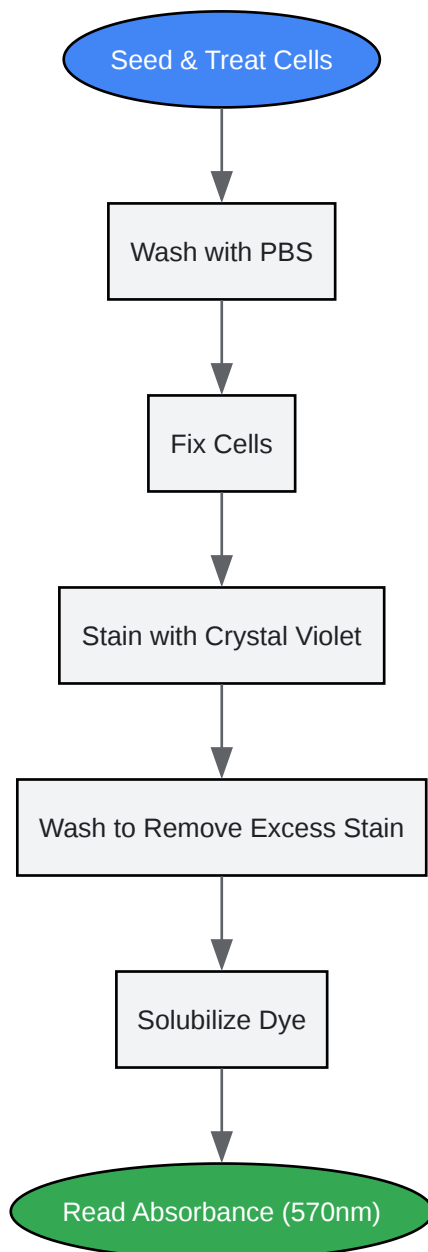 Seed & Treat Cells
Wash with PBS
Fix Cells
Stain with Crystal Violet
Wash to Remove Excess Stain
Solubilize Dye
Read Absorbance (570nm)